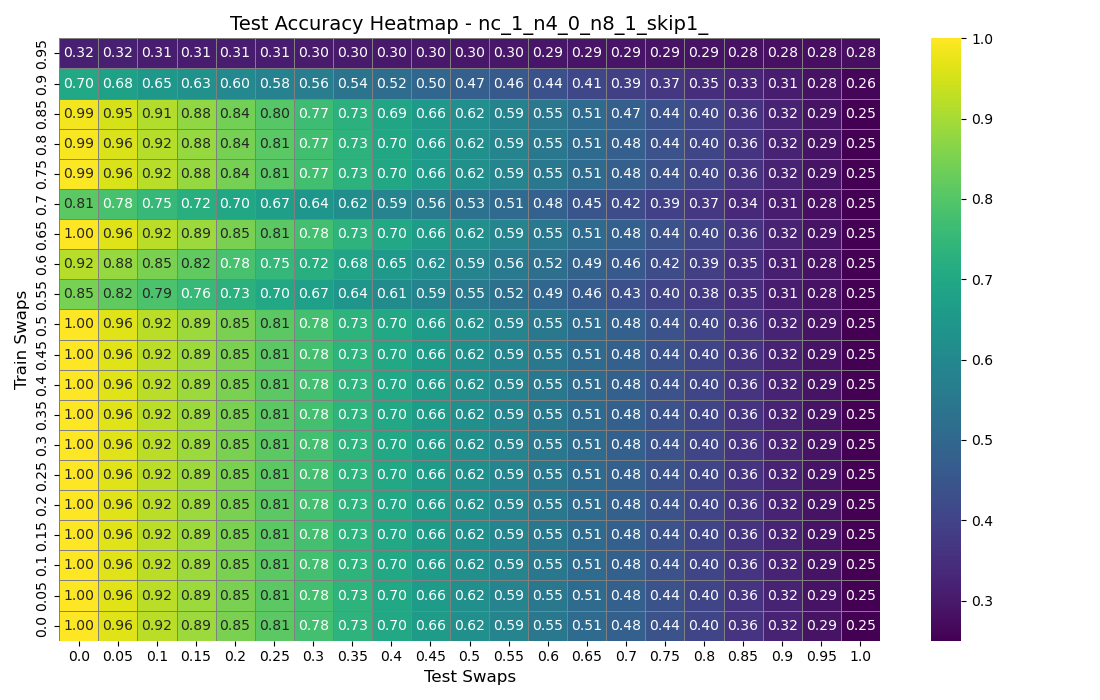 Test Accuracy Heatmap - nc_1_n4_0_n8_1_skip1_
0.95 0.32 0.32 0.31 0.31 0.31 0.31 0.30 0.30 0.30 0.30 0.30 0.30 0.29 0.29 0.29 0.29 0.29 0.28 0.28 0.28 0.28
0.9 0.70 0.68 0.65 0.63 0.60 0.58 0.56 0.54 0.52 0.50 0.47 0.46 0.44 0.41 0.39 0.37 0.35 0.33 0.31 0.28 0.26
0.85 0.99 0.95 0.91 0.88 0.84 0.80 0.77 0.73 0.69 0.66 0.62 0.59 0.55 0.51 0.47 0.44 0.40 0.36 0.32 0.29 0.25
0.8 0.99 0.96 0.92 0.88 0.84 0.81 0.77 0.73 0.70 0.66 0.62 0.59 0.55 0.51 0.48 0.44 0.40 0.36 0.32 0.29 0.25
0.75 0.99 0.96 0.92 0.88 0.84 0.81 0.77 0.73 0.70 0.66 0.62 0.59 0.55 0.51 0.48 0.44 0.40 0.36 0.32 0.29 0.25
0.7 0.81 0.78 0.75 0.72 0.70 0.67 0.64 0.62 0.59 0.56 0.53 0.51 0.48 0.45 0.42 0.39 0.37 0.34 0.31 0.28 0.25
0.65 1.00 0.96 0.92 0.89 0.85 0.81 0.78 0.73 0.70 0.66 0.62 0.59 0.55 0.51 0.48 0.44 0.40 0.36 0.32 0.29 0.25
0.6 0.92 0.88 0.85 0.82 0.78 0.75 0.72 0.68 0.65 0.62 0.59 0.56 0.52 0.49 0.46 0.42 0.39 0.35 0.31 0.28 0.25
0.55 0.85 0.82 0.79 0.76 0.73 0.70 0.67 0.64 0.61 0.59 0.55 0.52 0.49 0.46 0.43 0.40 0.38 0.35 0.31 0.28 0.25
0.5 1.00 0.96 0.92 0.89 0.85 0.81 0.78 0.73 0.70 0.66 0.62 0.59 0.55 0.51 0.48 0.44 0.40 0.36 0.32 0.29 0.25
0.45 1.00 0.96 0.92 0.89 0.85 0.81 0.78 0.73 0.70 0.66 0.62 0.59 0.55 0.51 0.48 0.44 0.40 0.36 0.32 0.29 0.25
0.4 1.00 0.96 0.92 0.89 0.85 0.81 0.78 0.73 0.70 0.66 0.62 0.59 0.55 0.51 0.48 0.44 0.40 0.36 0.32 0.29 0.25
0.35 1.00 0.96 0.92 0.89 0.85 0.81 0.78 0.73 0.70 0.66 0.62 0.59 0.55 0.51 0.48 0.44 0.40 0.36 0.32 0.29 0.25
0.3 1.00 0.96 0.92 0.89 0.85 0.81 0.78 0.73 0.70 0.66 0.62 0.59 0.55 0.51 0.48 0.44 0.40 0.36 0.32 0.29 0.25
0.25 1.00 0.96 0.92 0.89 0.85 0.81 0.78 0.73 0.70 0.66 0.62 0.59 0.55 0.51 0.48 0.44 0.40 0.36 0.32 0.29 0.25
0.2 1.00 0.96 0.92 0.89 0.85 0.81 0.78 0.73 0.70 0.66 0.62 0.59 0.55 0.51 0.48 0.44 0.40 0.36 0.32 0.29 0.25
0.15 1.00 0.96 0.92 0.89 0.85 0.81 0.78 0.73 0.70 0.66 0.62 0.59 0.55 0.51 0.48 0.44 0.40 0.36 0.32 0.29 0.25
0.1 1.00 0.96 0.92 0.89 0.85 0.81 0.78 0.73 0.70 0.66 0.62 0.59 0.55 0.51 0.48 0.44 0.40 0.36 0.32 0.29 0.25
0.05 1.00 0.96 0.92 0.89 0.85 0.81 0.78 0.73 0.70 0.66 0.62 0.59 0.55 0.51 0.48 0.44 0.40 0.36 0.32 0.29 0.25
0.0 1.00 0.96 0.92 0.89 0.85 0.81 0.78 0.73 0.70 0.66 0.62 0.59 0.55 0.51 0.48 0.44 0.40 0.36 0.32 0.29 0.25
0.0 0.05 0.1 0.15 0.2 0.25 0.3 0.35 0.4 0.45 0.5 0.55 0.6 0.65 0.7 0.75 0.8 0.85 0.9 0.95 1.0
Test Swaps
Train Swaps
1.0
0.9
0.8
0.7
0.6
0.5
0.4
0.3